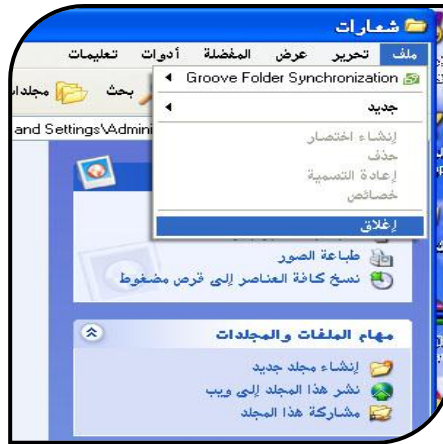 شعارات
ملف تحرير عرض المفضلة أدوات تعليمات
Groove Folder Synchronization
بحث
جديد
and Settings\Admini
إنشاء اختصار
حذف
إعادة التسمية
خصائص
إغلاق
طباعة الصور
نسخ كافة العناصر إلى قرص مضغوط
مهام الملفات والمجلدات
إنشاء مجلد جديد
نشر هذا المجلد إلى ويب
مشاركة هذا المجلد